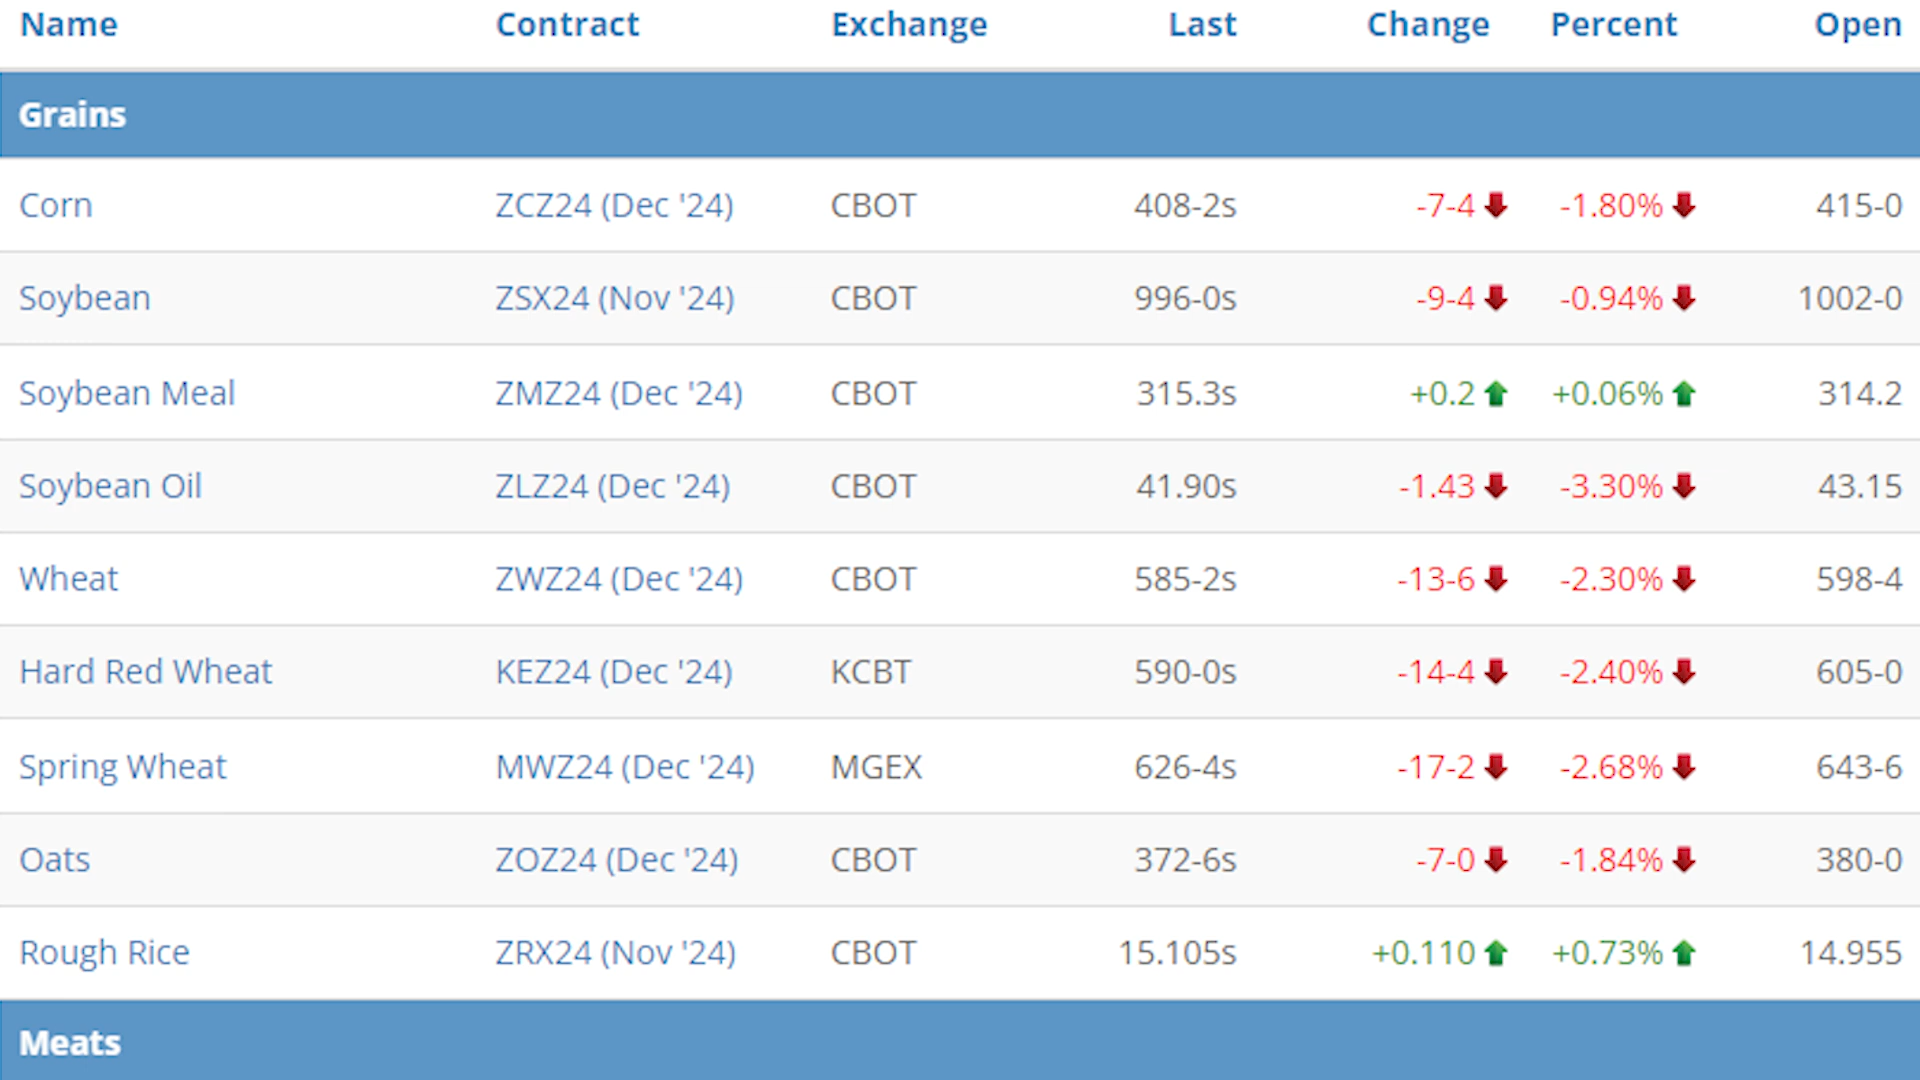 Name Contract Exchange Last Change Percent Open
Grains
Corn ZCZ24 (Dec '24) CBOT 408-2s -7-4 -1.80% 415-0
Soybean ZSX24 (Nov '24) CBOT 996-0s -9-4 -0.94% 1002-0
Soybean Meal ZMZ24 (Dec '24) CBOT 315.3s +0.2 +0.06% 314.2
Soybean Oil ZLZ24 (Dec '24) CBOT 41.90s -1.43 -3.30% 43.15
Wheat ZWZ24 (Dec '24) CBOT 585-2s -13-6 -2.30% 598-4
Hard Red Wheat KEZ24 (Dec '24) KCBT 590-0s -14-4 -2.40% 605-0
Spring Wheat MWZ24 (Dec '24) MGEX 626-4s -17-2 -2.68% 643-6
Oats ZOZ24 (Dec '24) CBOT 372-6s -7-0 -1.84% 380-0
Rough Rice ZRX24 (Nov '24) CBOT 15.105s +0.110 +0.73% 14.955
Meats